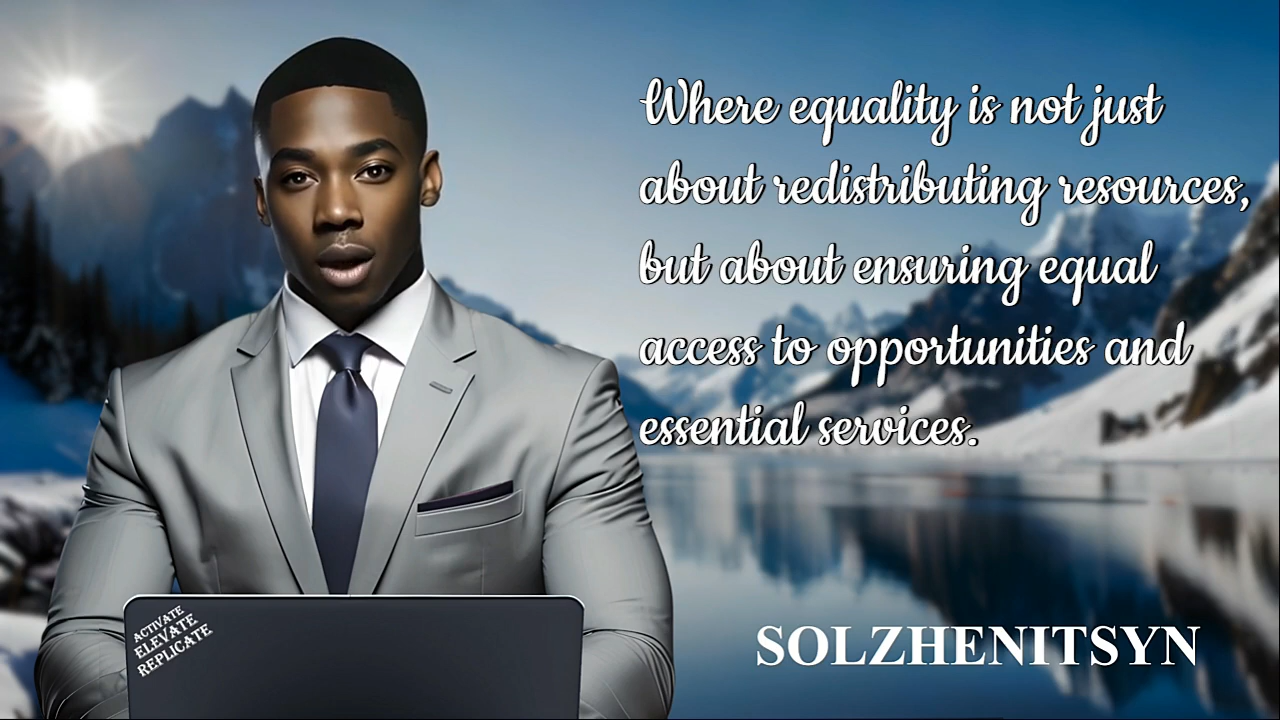 Where equality is not just
about redistributing resources,
but about ensuring equal
access to opportunities and
essential services.
ACTIVATE
ELEVATE
REPLICATE
SOLZHENITSYN